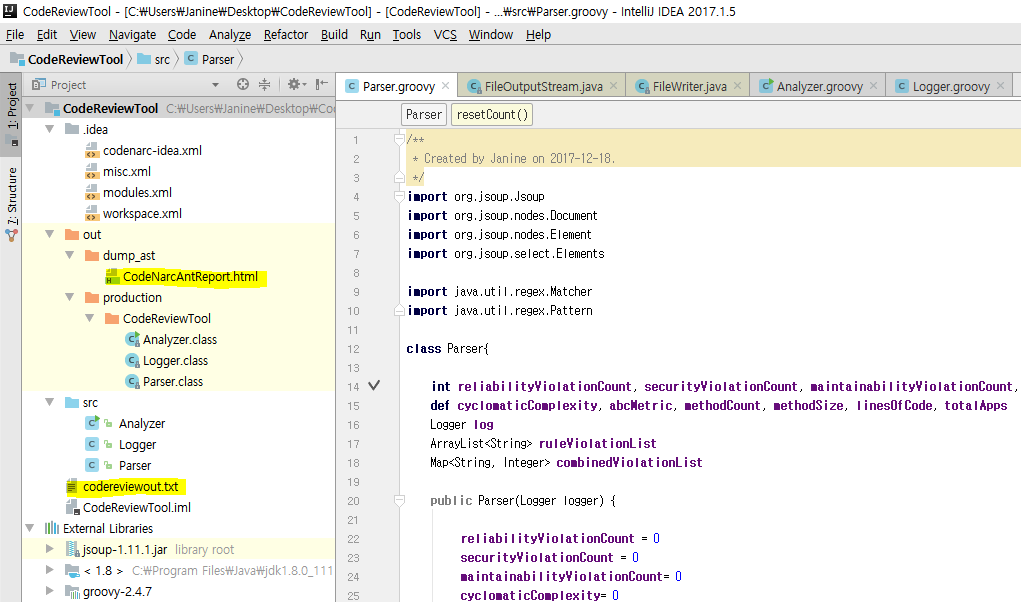 CodeReviewTool - [C:₩Users₩Janine₩Desktop₩CodeReviewTool] - [CodeReviewTool] - ...₩src₩Parser.groovy - IntelliJ IDEA 2017.1.5
File Edit View Navigate Code Analyze Refactor Build Run Tools VCS Window Help
CodeReviewTool src Parser
Project
Parser.groovy FileOutputStream.java FileWriter.java Analyzer.groovy Logger.groovy
1: Project
7: Structure
CodeReviewTool C:₩Users₩Janine₩Desktop₩Co
.idea
codenarc-idea.xml
misc.xml
modules.xml
workspace.xml
out
dump_ast
CodeNarcAntReport.html
production
CodeReviewTool
Analyzer.class
Logger.class
Parser.class
src
Analyzer
Logger
Parser
codereviewout.txt
CodeReviewTool.iml
External Libraries
jsoup-1.11.1.jar library root
< 1.8 > C:₩Program Files₩Java₩jdk1.8.0_111
groovy-2.4.7
Parser resetCount()
1 /**
2 * Created by Janine on 2017-12-18.
3 */
4 import org.jsoup.Jsoup
5 import org.jsoup.nodes.Document
6 import org.jsoup.nodes.Element
7 import org.jsoup.select.Elements
8
9 import java.util.regex.Matcher
10 import java.util.regex.Pattern
11
12 class Parser{
13
14 int reliabilityViolationCount, securityViolationCount, maintainabilityViolationCount,
15 def cyclomaticComplexity, abcMetric, methodCount, methodSize, linesOfCode, totalApps
16 Logger log
17 ArrayList<String> ruleViolationList
18 Map<String, Integer> combinedViolationList
19
20 public Parser(Logger logger) {
21
22 reliabilityViolationCount = 0
23 securityViolationCount = 0
24 maintainabilityViolationCount= 0
25 cyclomaticComplexity= 0